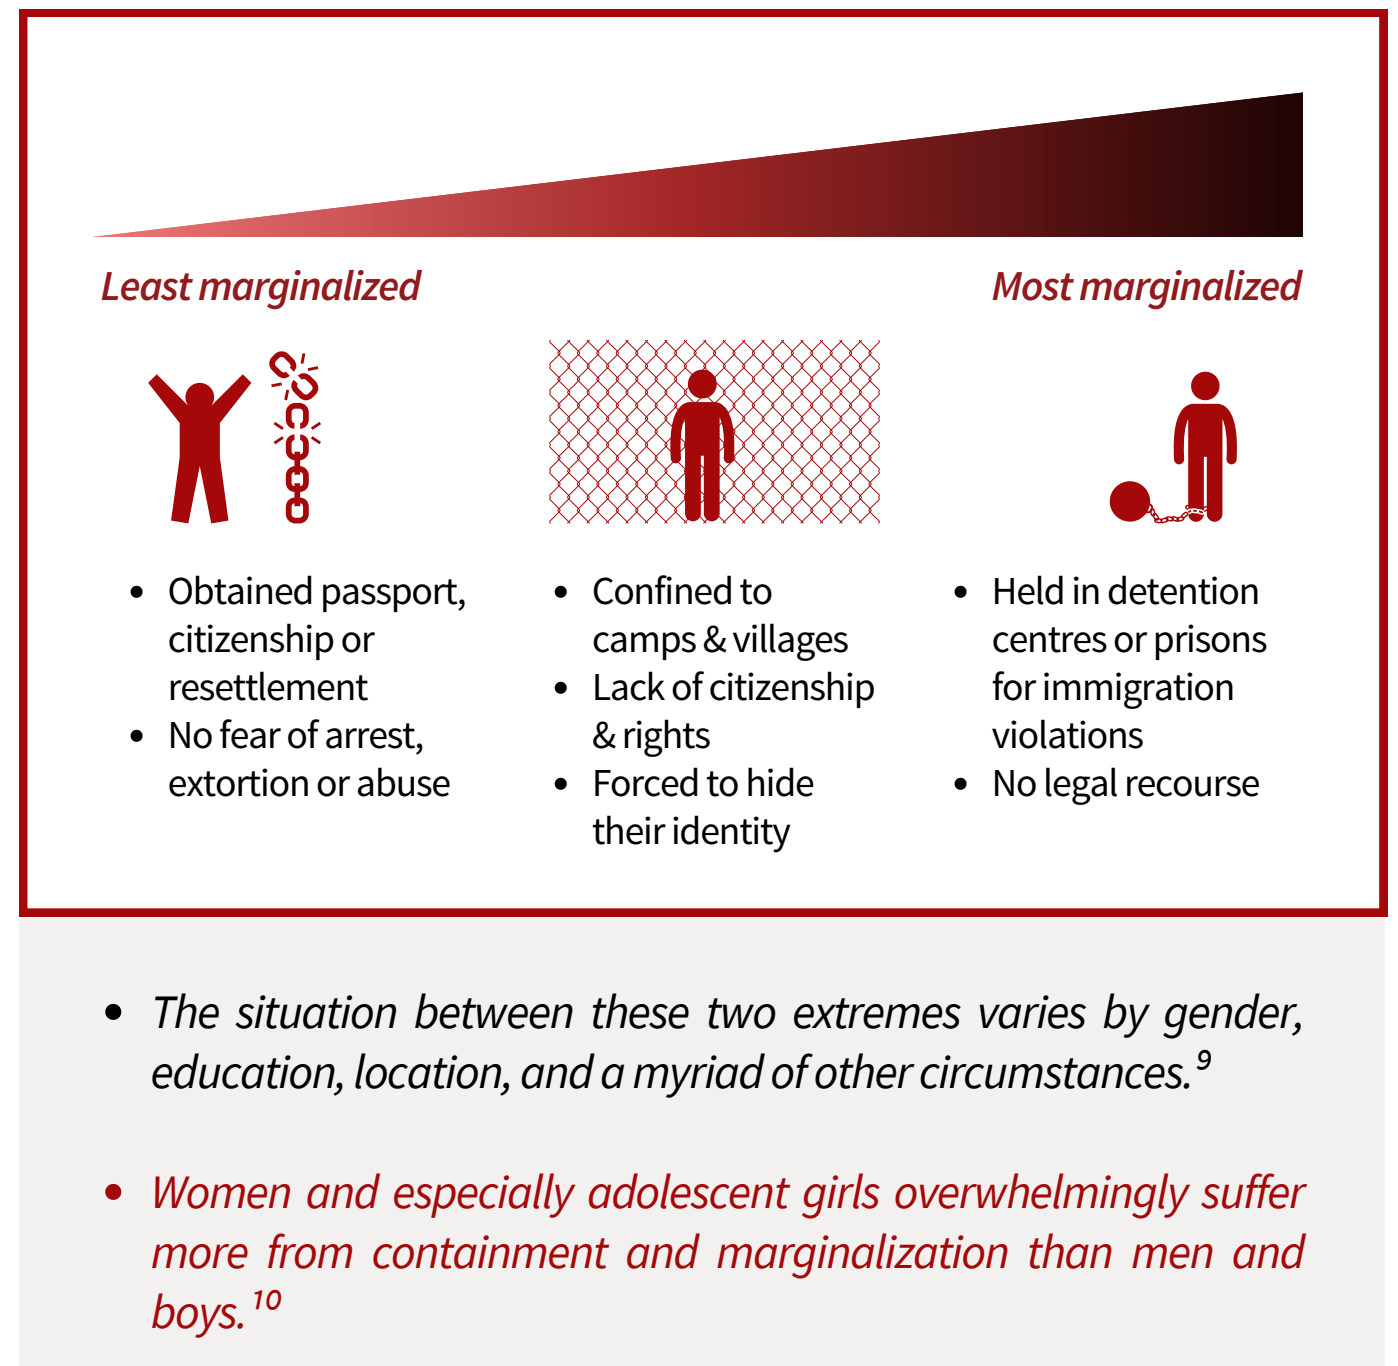 Least marginalized
Most marginalized
• Obtained passport,
citizenship or
resettlement
• No fear of arrest,
extortion or abuse
• Confined to
camps & villages
• Lack of citizenship
& rights
• Forced to hide
their identity
• Held in detention
centres or prisons
for immigration
violations
• No legal recourse
• The situation between these two extremes varies by gender,
education, location, and a myriad of other circumstances.⁹
• Women and especially adolescent girls overwhelmingly suffer
more from containment and marginalization than men and
boys.¹⁰